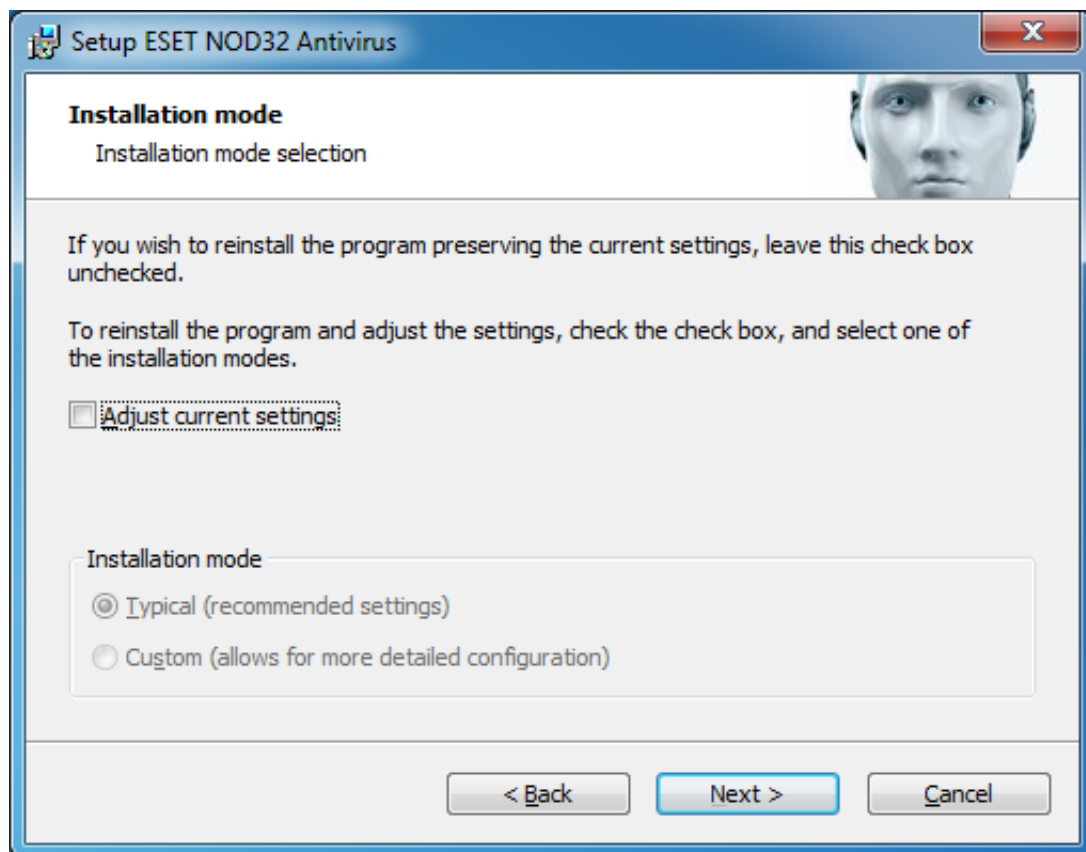 Setup ESET NOD32 Antivirus
Installation mode
Installation mode selection
If you wish to reinstall the program preserving the current settings, leave this check box
unchecked.
To reinstall the program and adjust the settings, check the check box, and select one of
the installation modes.
Adjust current settings
Installation mode
Typical (recommended settings)
Custom (allows for more detailed configuration)
< Back
Next >
Cancel